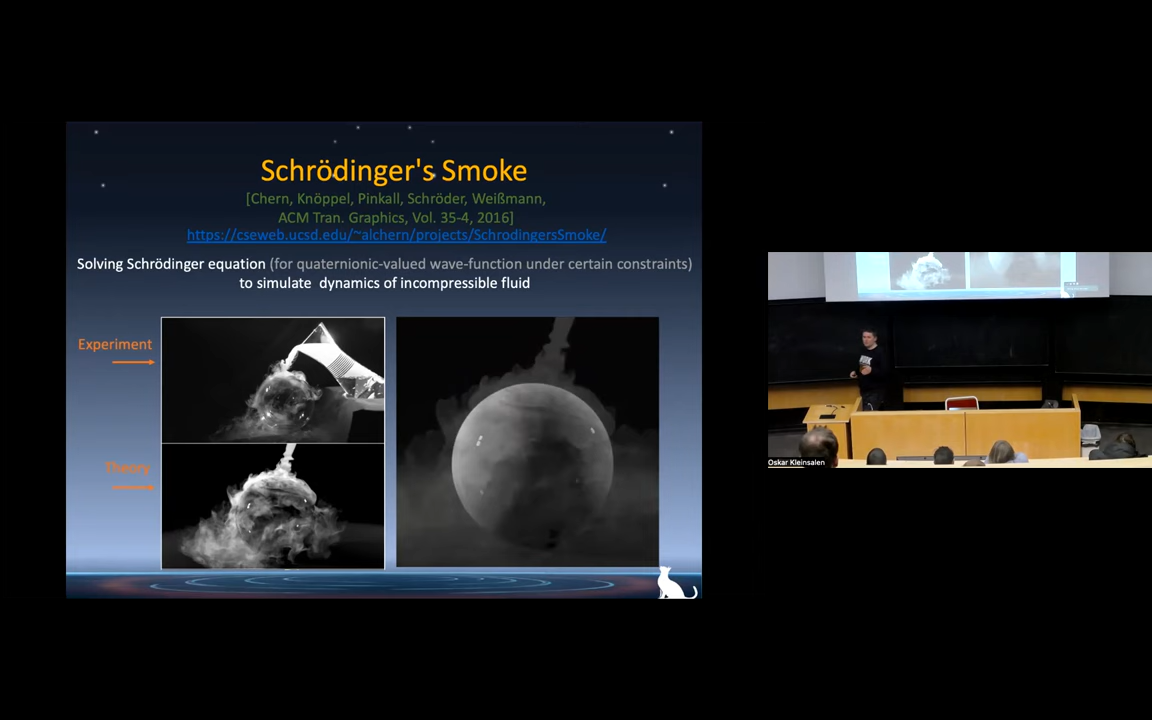 Schrödinger's Smoke
[Chern, Knöppel, Pinkall, Schröder, Weißmann,
ACM Tran. Graphics, Vol. 35-4, 2016]
https://cseweb.ucsd.edu/~alchern/projects/SchrodingersSmoke/
Solving Schrödinger equation (for quaternionic-valued wave-function under certain constraints)
to simulate dynamics of incompressible fluid
Experiment
Theory
Oskar Kleinsalen